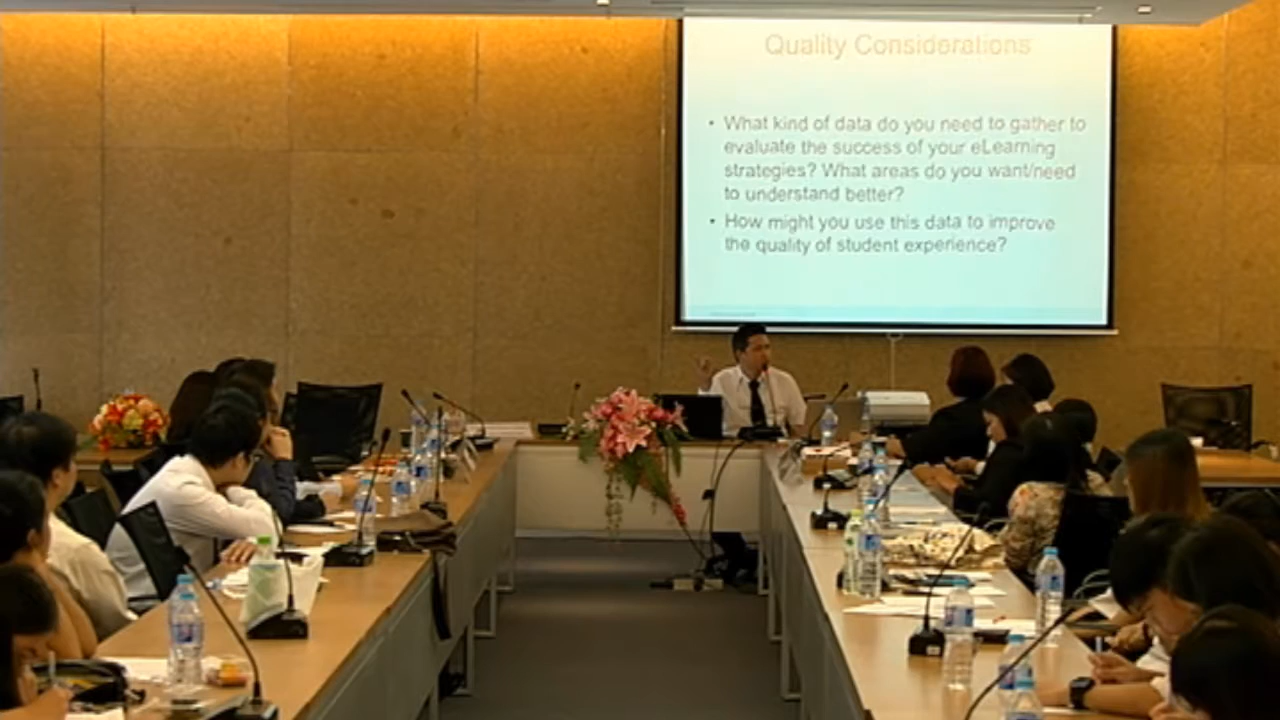 Quality Considerations
• What kind of data do you need to gather to
evaluate the success of your eLearning
strategies? What areas do you want/need
to understand better?
• How might you use this data to improve
the quality of student experience?